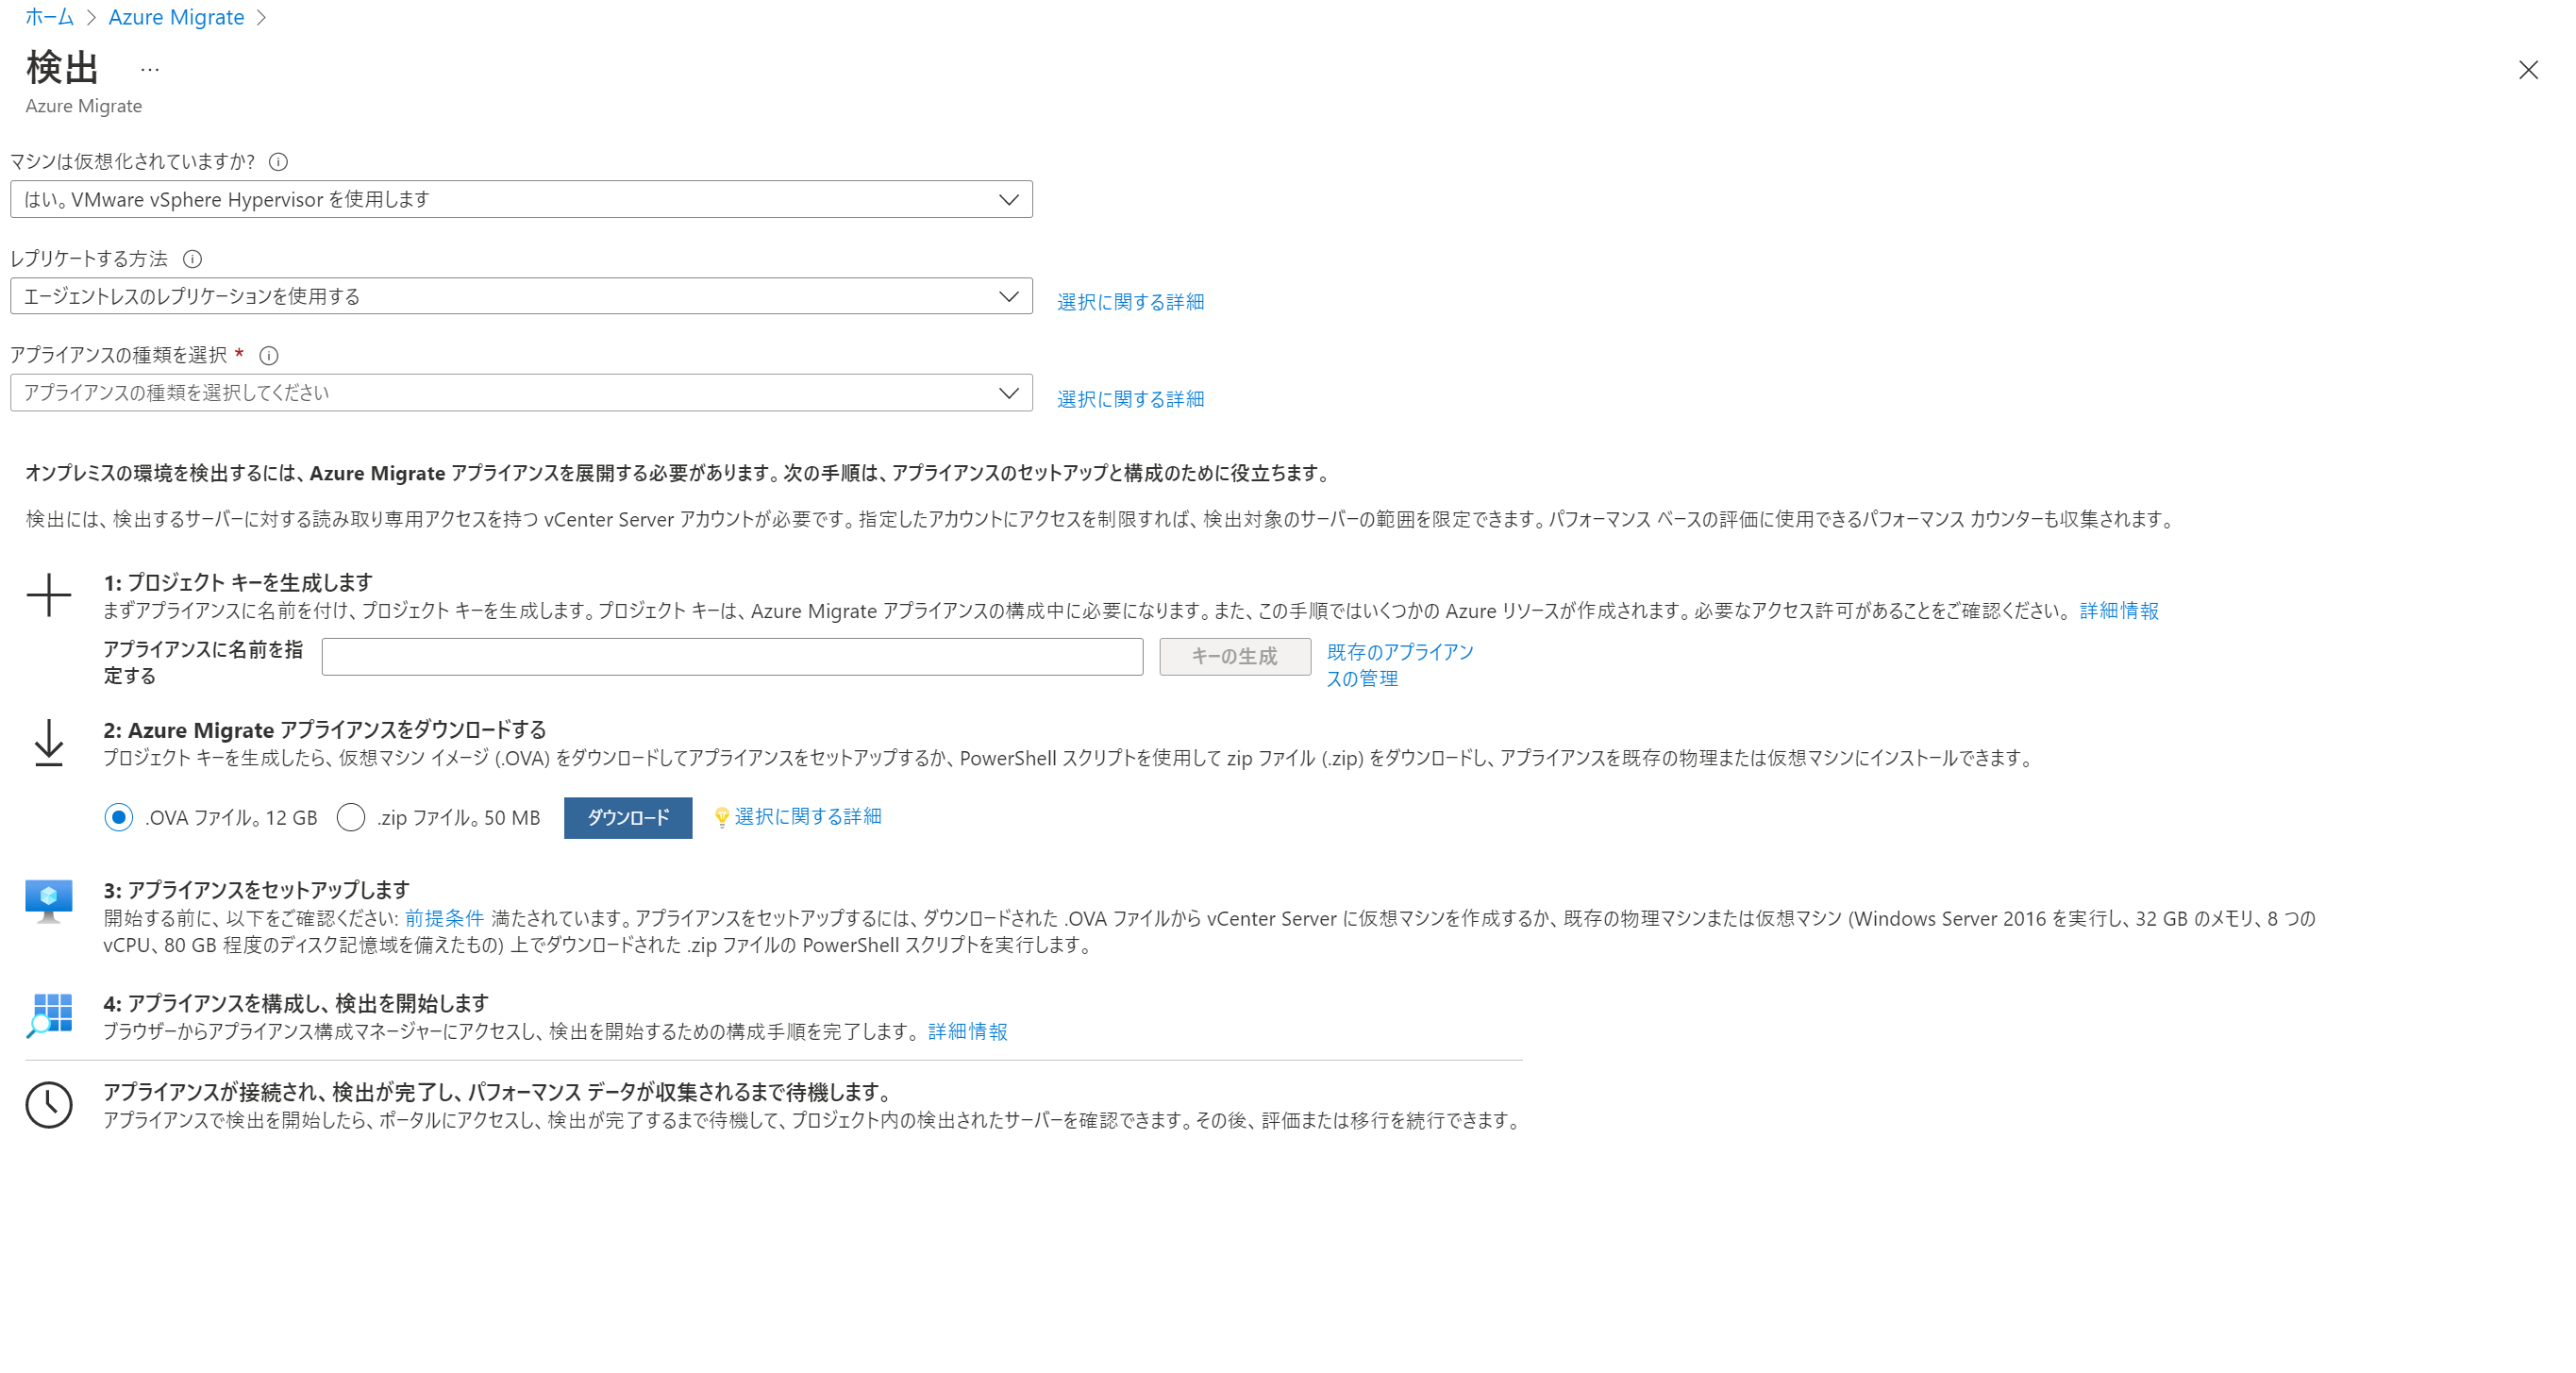 ホーム > Azure Migrate >
検出 …
Azure Migrate
マシンは仮想化されていますか?
はい。VMware vSphere Hypervisor を使用します
レプリケートする方法
エージェントレスのレプリケーションを使用する
選択に関する詳細
アプライアンスの種類を選択 *
アプライアンスの種類を選択してください
選択に関する詳細
オンプレミスの環境を検出するには、Azure Migrate アプライアンスを展開する必要があります。次の手順は、アプライアンスのセットアップと構成のために役立ちます。
検出には、検出するサーバーに対する読み取り専用アクセスを持つ vCenter Server アカウントが必要です。指定したアカウントにアクセスを制限すれば、検出対象のサーバーの範囲を限定できます。パフォーマンス ベースの評価に使用できるパフォーマンス カウンターも収集されます。
1: プロジェクト キーを生成します
まずアプライアンスに名前を付け、プロジェクト キーを生成します。プロジェクト キーは、Azure Migrate アプライアンスの構成中に必要になります。また、この手順ではいくつかの Azure リソースが作成されます。必要なアクセス許可があることをご確認ください。 詳細情報
アプライアンスに名前を指
定する
キーの生成
既存のアプライアン
スの管理
2: Azure Migrate アプライアンスをダウンロードする
プロジェクト キーを生成したら、仮想マシン イメージ (.OVA) をダウンロードしてアプライアンスをセットアップするか、PowerShell スクリプトを使用して zip ファイル (.zip) をダウンロードし、アプライアンスを既存の物理または仮想マシンにインストールできます。
.OVA ファイル。12 GB .zip ファイル。50 MB ダウンロード 選択に関する詳細
3: アプライアンスをセットアップします
開始する前に、以下をご確認ください: 前提条件 満たされています。アプライアンスをセットアップするには、ダウンロードされた .OVA ファイルから vCenter Server に仮想マシンを作成するか、既存の物理マシンまたは仮想マシン (Windows Server 2016 を実行し、32 GB のメモリ、8 つの
vCPU、80 GB 程度のディスク記憶域を備えたもの) 上でダウンロードされた .zip ファイルの PowerShell スクリプトを実行します。
4: アプライアンスを構成し、検出を開始します
ブラウザーからアプライアンス構成マネージャーにアクセスし、検出を開始するための構成手順を完了します。 詳細情報
アプライアンスが接続され、検出が完了し、パフォーマンス データが収集されるまで待機します。
アプライアンスで検出を開始したら、ポータルにアクセスし、検出が完了するまで待機して、プロジェクト内の検出されたサーバーを確認できます。その後、評価または移行を続行できます。